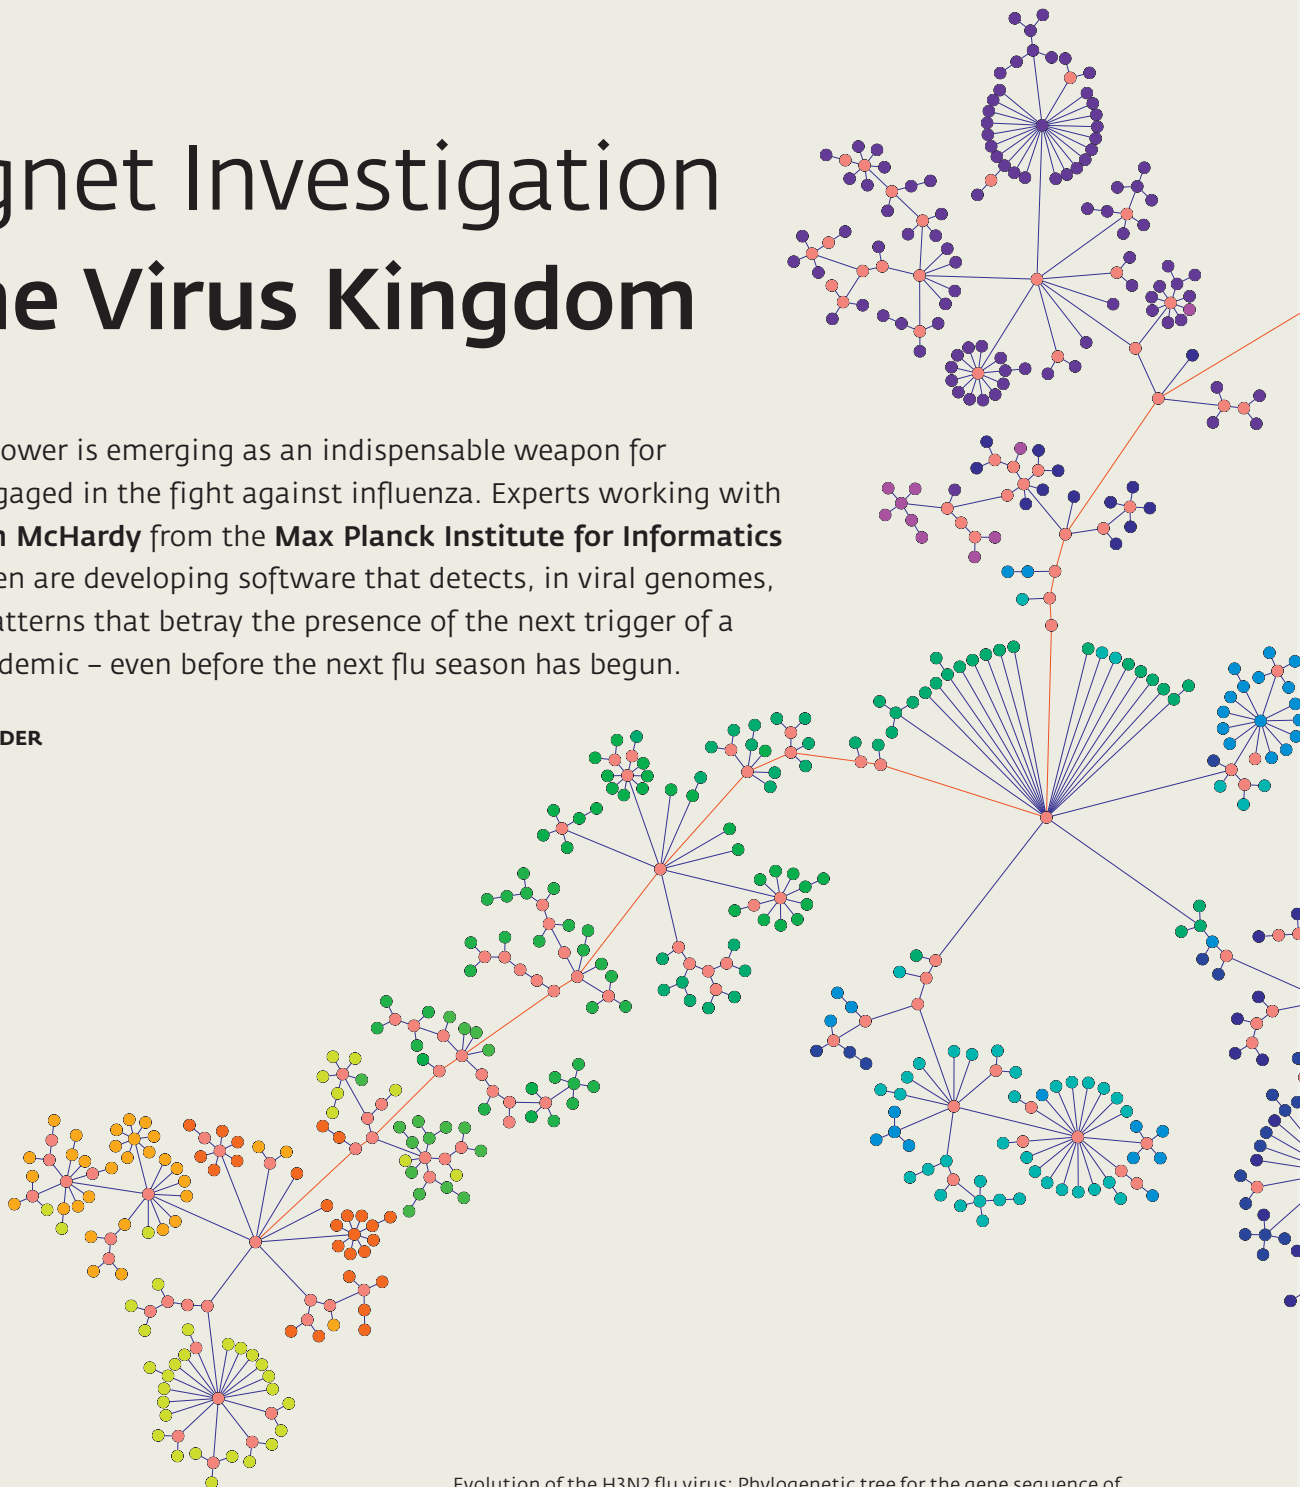 gnet Investigation
ne Virus Kingdom
ower is emerging as an indispensable weapon for
gaged in the fight against influenza. Experts working with
n McHardy from the Max Planck Institute for Informatics
en are developing software that detects, in viral genomes,
atterns that betray the presence of the next trigger of a
demic – even before the next flu season has begun.
DER
Evolution of the H3N2 flu virus: Phylogenetic tree for the gene sequence of